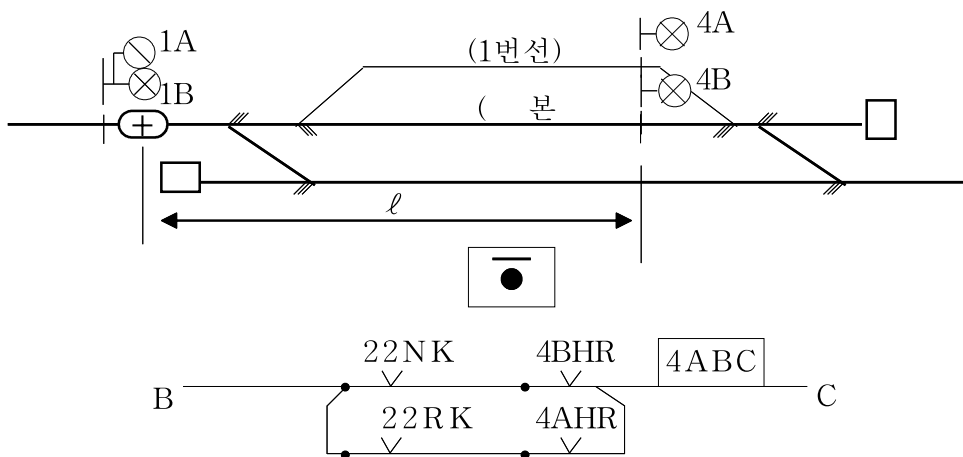 1A
1B
4A
4B
(1번선)
( 본
ℓ
22NK
4BHR
4ABC
B
C
22RK
4AHR